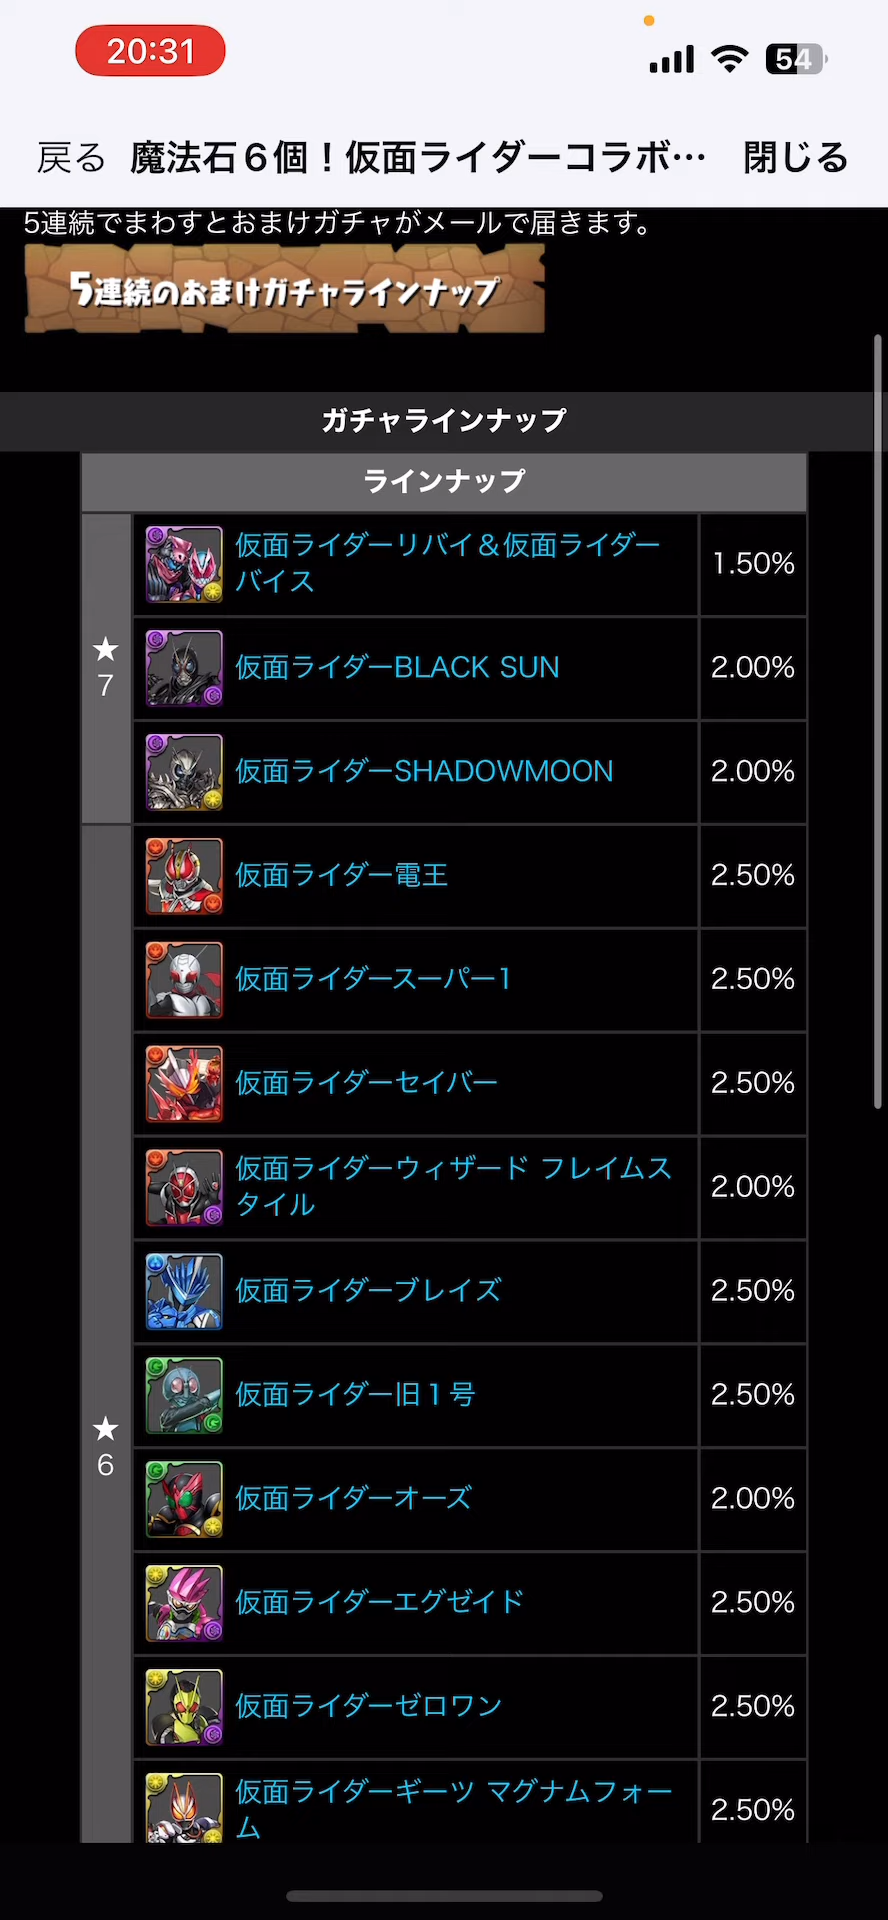 20:31
54
戻る 魔法石６個！仮面ライダーコラボ… 閉じる
5連続でまわすとおまけガチャがメールで届きます。
5連続のおまけガチャラインナップ
ガチャラインナップ
ラインナップ
★
7
仮面ライダーリバイ＆仮面ライダー
バイス
1.50%
仮面ライダーBLACK SUN
2.00%
仮面ライダーSHADOWMOON
2.00%
★
6
仮面ライダー電王
2.50%
仮面ライダースーパー1
2.50%
仮面ライダーセイバー
2.50%
仮面ライダーウィザード フレイムス
タイル
2.00%
仮面ライダーブレイズ
2.50%
仮面ライダー旧１号
2.50%
仮面ライダーオーズ
2.00%
仮面ライダーエグゼイド
2.50%
仮面ライダーゼロワン
2.50%
仮面ライダーギーツ マグナムフォー
ム
2.50%